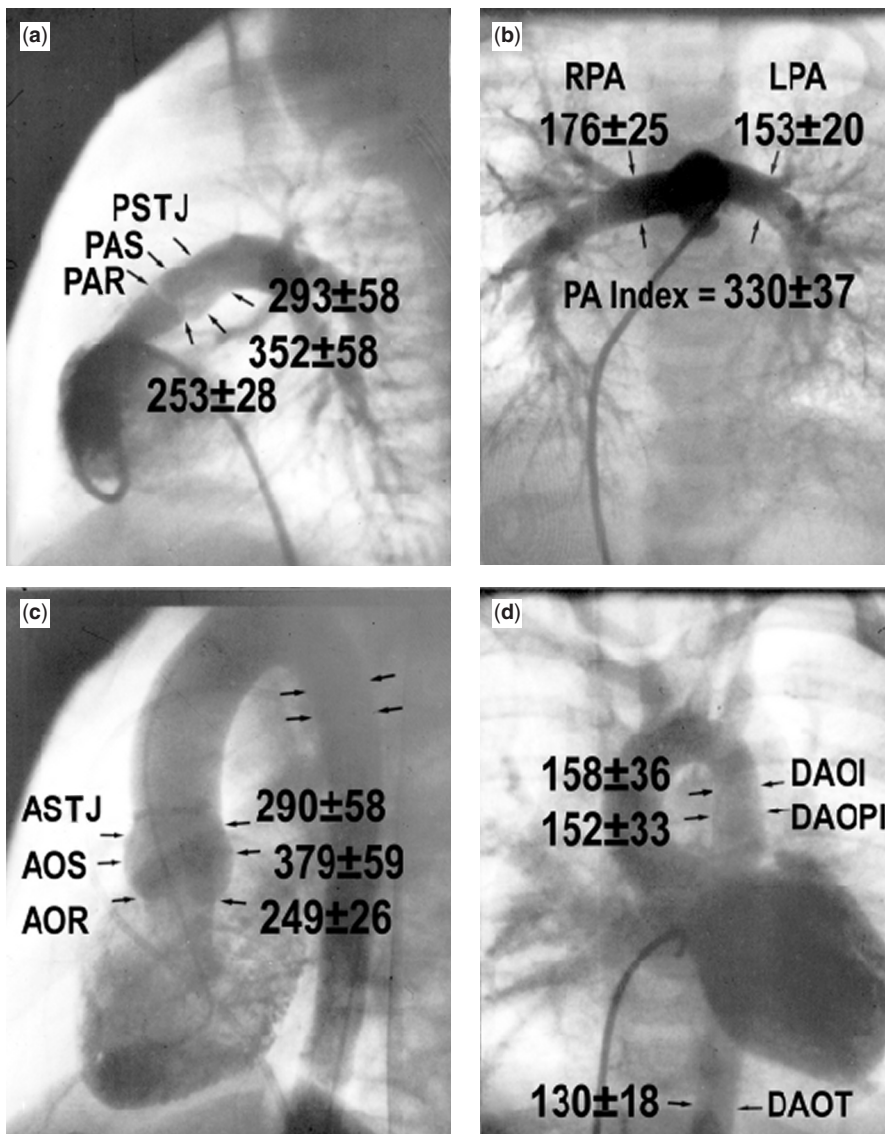 (a)
PSTJ
PAS
PAR
293±58
352±58
253±28
(b)
RPA LPA
176±25 153±20
PA Index = 330±37
(c)
ASTJ 290±58
AOS 379±59
AOR 249±26
(d)
158±36 DAOI
152±33 DAOPI
130±18 DAOT